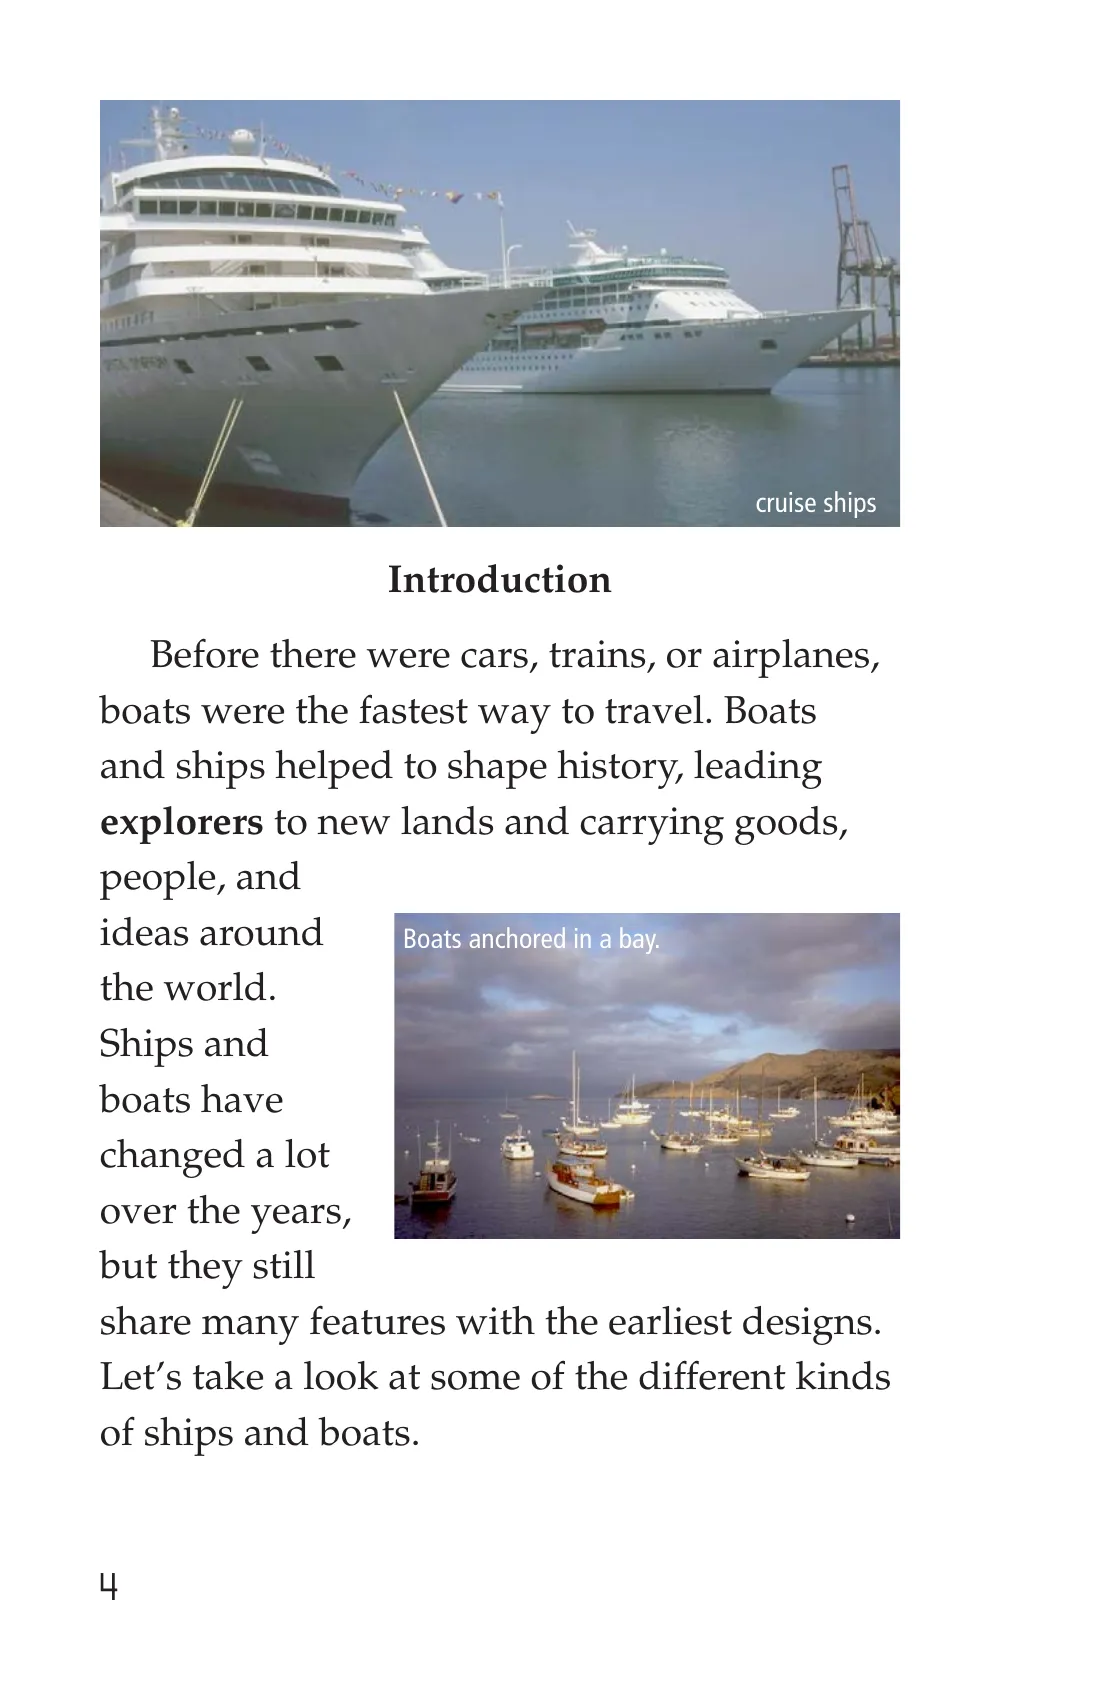 cruise ships
Introduction
Before there were cars, trains, or airplanes,
boats were the fastest way to travel. Boats
and ships helped to shape history, leading
explorers to new lands and carrying goods,
people, and
ideas around
the world.
Ships and
boats have
changed a lot
over the years,
but they still
Boats anchored in a bay.
share many features with the earliest designs.
Let’s take a look at some of the different kinds
of ships and boats.
4